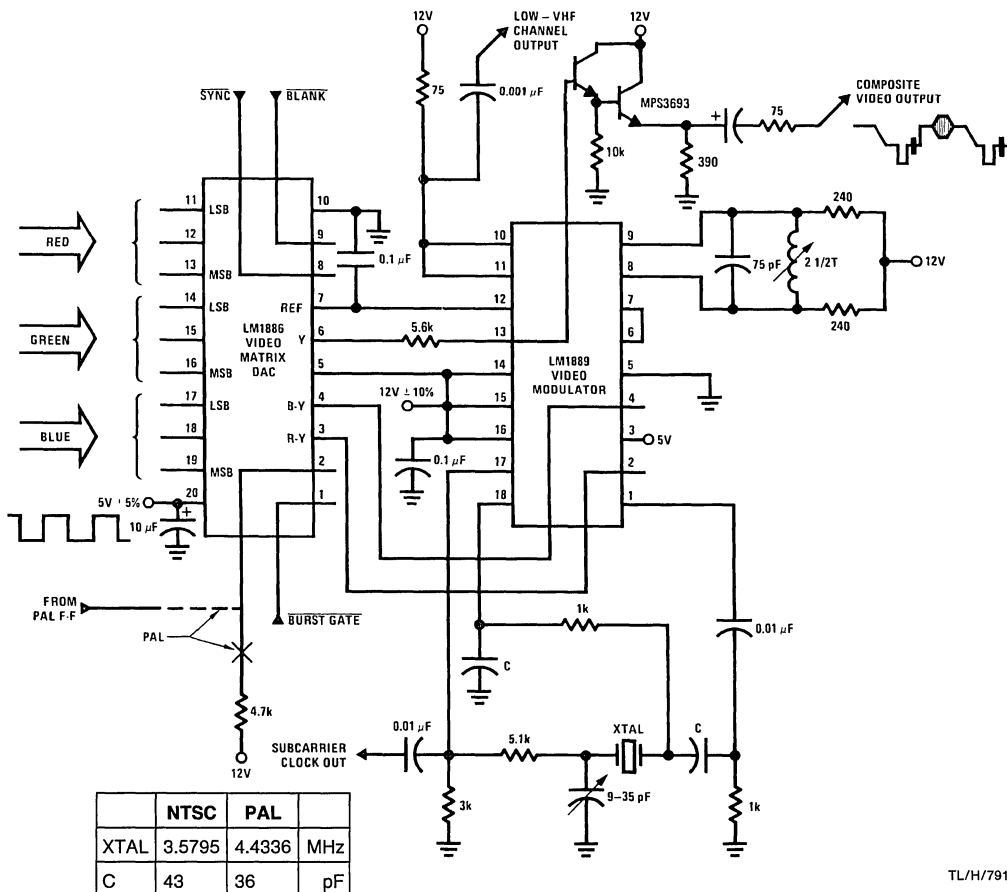 12V
LOW – VHF
CHANNEL
OUTPUT
12V
75
0.001 μF
MPS3693
COMPOSITE
VIDEO OUTPUT
+
75
10k
390
SYNC
BLANK
11
LSB
10
12
9
RED
13
MSB
8
0.1 μF
14
LSB
REF
7
GREEN
15
LM1886
VIDEO
MATRIX
DAC
Y
6
5.6k
16
MSB
5
17
LSB
B-Y
4
12V ± 10%
BLUE
18
R-Y
3
19
MSB
2
0.1 μF
20
1
5V ± 5%
+
10 μF
10
9
11
8
12
7
13
6
LM1889
VIDEO
MODULATOR
14
5
15
4
16
3
5V
17
2
18
1
240
75 pF
2 1/2T
12V
240
FROM
PAL F-F
PAL
BURST GATE
4.7k
12V
1k
C
0.01 μF
0.01 μF
SUBCARRIER
CLOCK OUT
5.1k
XTAL
C
3k
9–35 pF
1k
NTSC PAL
XTAL 3.5795 4.4336 MHz
C 43 36 pF
TL/H/791